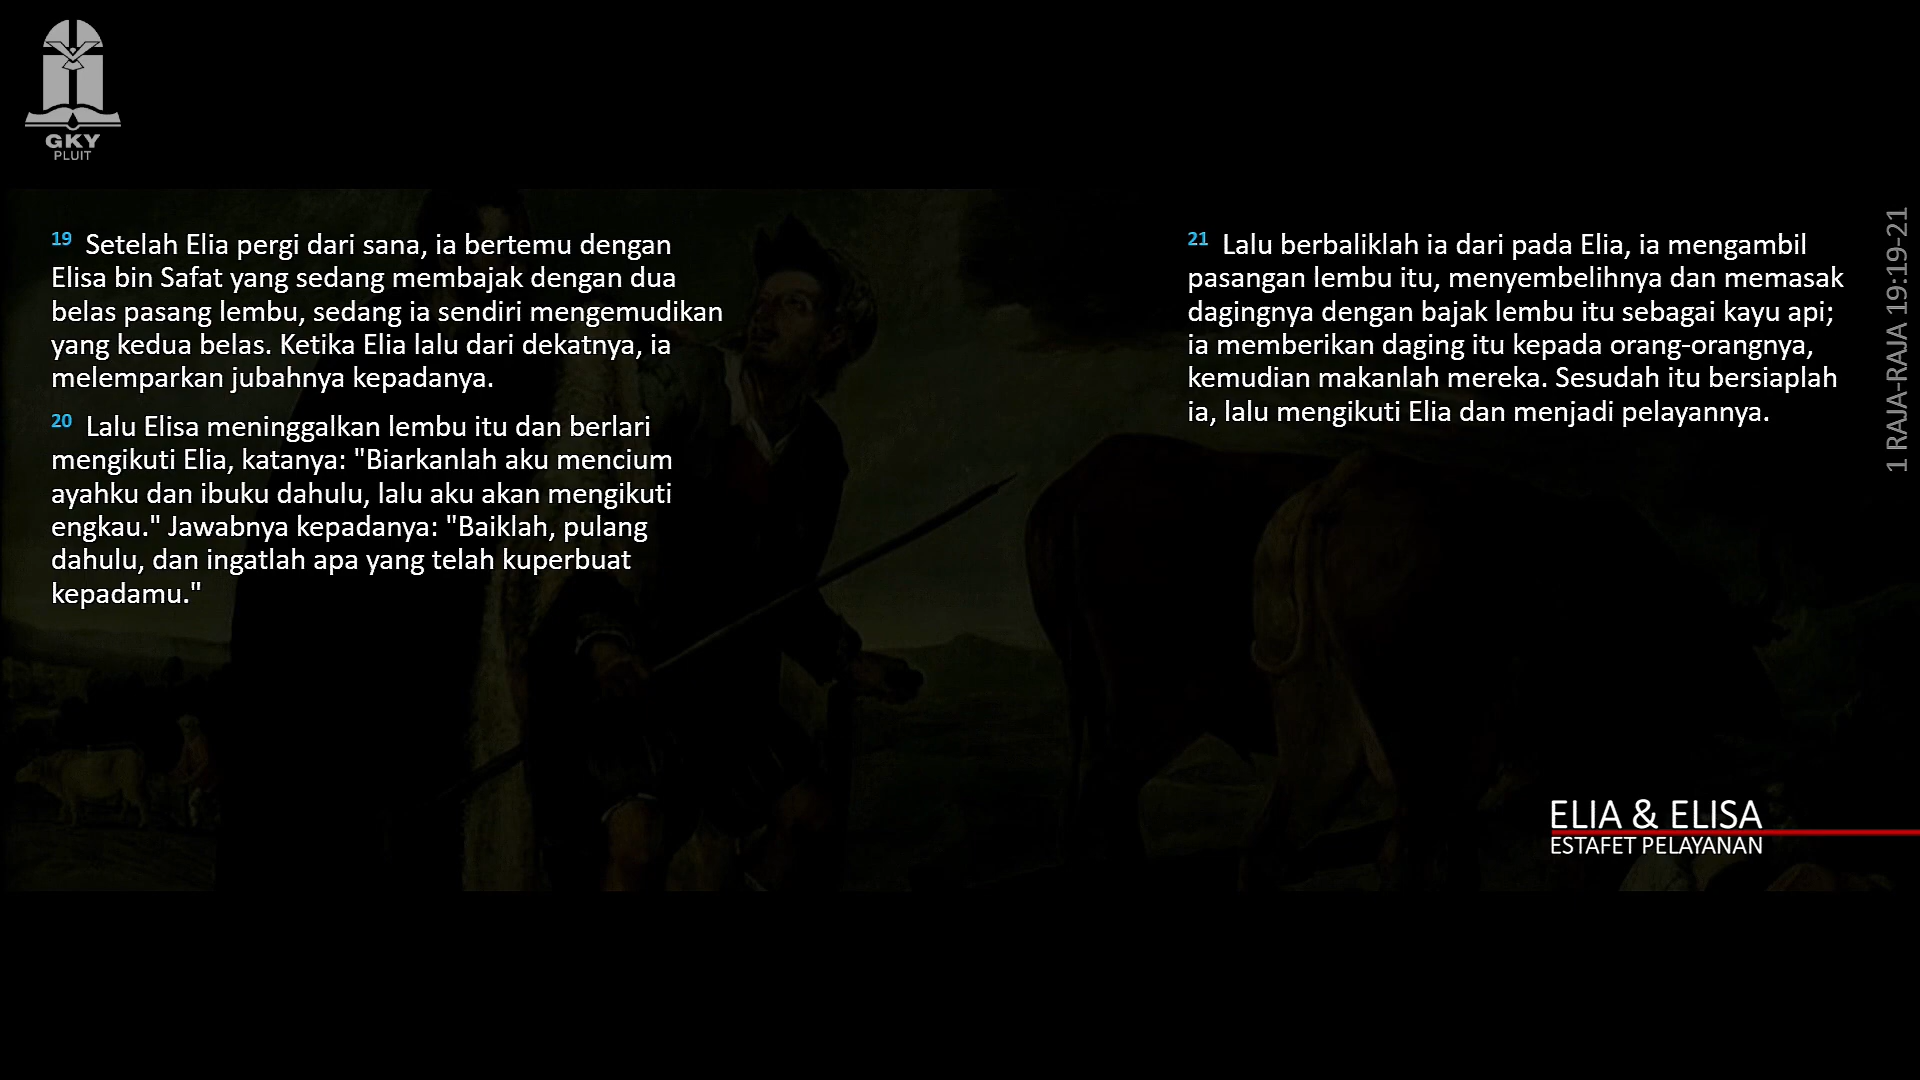 GKY
PLUIT
19 Setelah Elia pergi dari sana, ia bertemu dengan
Elisa bin Safat yang sedang membajak dengan dua
belas pasang lembu, sedang ia sendiri mengemudikan
yang kedua belas. Ketika Elia lalu dari dekatnya, ia
melemparkan jubahnya kepadanya.
20 Lalu Elisa meninggalkan lembu itu dan berlari
mengikuti Elia, katanya: "Biarkanlah aku mencium
ayahku dan ibuku dahulu, lalu aku akan mengikuti
engkau." Jawabnya kepadanya: "Baiklah, pulang
dahulu, dan ingatlah apa yang telah kuperbuat
kepadamu."
21 Lalu berbaliklah ia dari pada Elia, ia mengambil
pasangan lembu itu, menyembelihnya dan memasak
dagingnya dengan bajak lembu itu sebagai kayu api;
ia memberikan daging itu kepada orang-orangnya,
kemudian makanlah mereka. Sesudah itu bersiaplah
ia, lalu mengikuti Elia dan menjadi pelayannya.
1 RAJA-RAJA 19:19-21
ELIA & ELISA
ESTAFET PELAYANAN